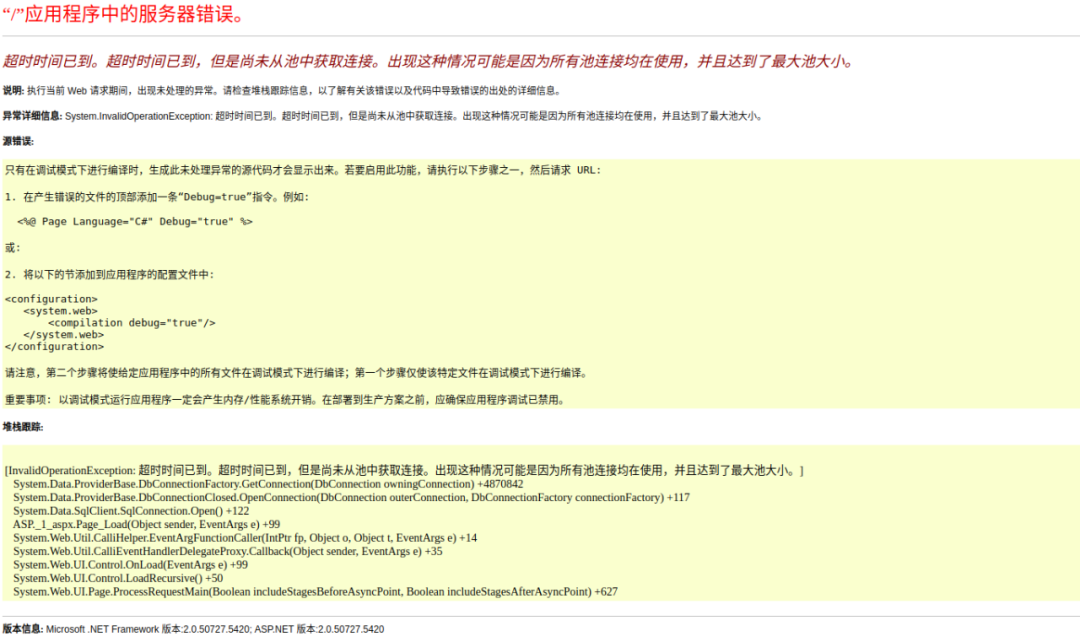 “/”应用程序中的服务器错误。
超时时间已到。超时时间已到，但是尚未从池中获取连接。出现这种情况可能是因为所有池连接均在使用，并且达到了最大池大小。
说明: 执行当前 Web 请求期间，出现未处理的异常。请检查堆栈跟踪信息，以了解有关该错误以及代码中导致错误的出处的详细信息。
异常详细信息: System.InvalidOperationException: 超时时间已到。超时时间已到，但是尚未从池中获取连接。出现这种情况可能是因为所有池连接均在使用，并且达到了最大池大小。
源错误:
只有在调试模式下进行编译时，生成此未处理异常的源代码才会显示出来。若要启用此功能，请执行以下步骤之一，然后请求 URL:
1. 在产生错误的文件的顶部添加一条“Debug=true”指令。例如:
<%@ Page Language="C#" Debug="true" %>
或:
2. 将以下的节添加到应用程序的配置文件中:
<configuration>
<system.web>
<compilation debug="true"/>
</system.web>
</configuration>
请注意，第二个步骤将使给定应用程序中的所有文件在调试模式下进行编译；第一个步骤仅使该特定文件在调试模式下进行编译。
重要事项: 以调试模式运行应用程序一定会产生内存/性能系统开销。在部署到生产方案之前，应确保应用程序调试已禁用。
堆栈跟踪:
[InvalidOperationException: 超时时间已到。超时时间已到，但是尚未从池中获取连接。出现这种情况可能是因为所有池连接均在使用，并且达到了最大池大小。]
System.Data.ProviderBase.DbConnectionFactory.GetConnection(DbConnection owningConnection) +4870842
System.Data.ProviderBase.DbConnectionClosed.OpenConnection(DbConnection outerConnection, DbConnectionFactory connectionFactory) +117
System.Data.SqlClient.SqlConnection.Open() +122
ASP._1_aspx.Page_Load(Object sender, EventArgs e) +99
System.Web.Util.CalliHelper.EventArgFunctionCaller(IntPtr fp, Object o, Object t, EventArgs e) +14
System.Web.Util.CalliEventHandlerDelegateProxy.Callback(Object sender, EventArgs e) +35
System.Web.UI.Control.OnLoad(EventArgs e) +99
System.Web.UI.Control.LoadRecursive() +50
System.Web.UI.Page.ProcessRequestMain(Boolean includeStagesBeforeAsyncPoint, Boolean includeStagesAfterAsyncPoint) +627
版本信息: Microsoft .NET Framework 版本:2.0.50727.5420; ASP.NET 版本:2.0.50727.5420